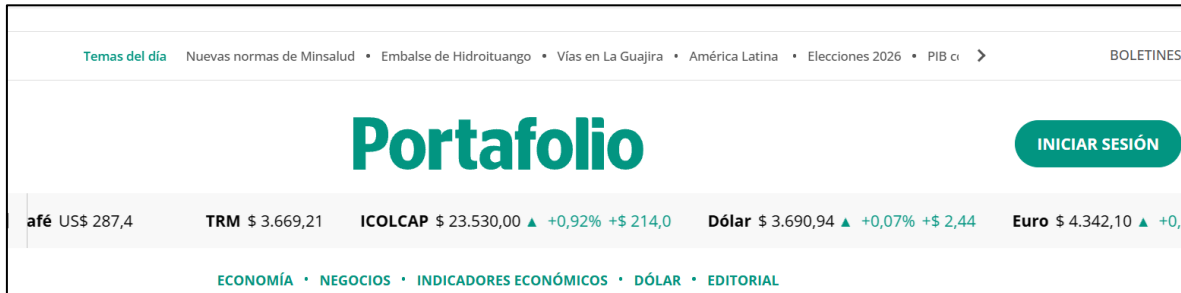 Temas del día Nuevas normas de Minsalud • Embalse de Hidroituango • Vías en La Guajira • América Latina • Elecciones 2026 • PIB BOLETINES
Portafolio
INICIAR SESIÓN
afé US$ 287,4 TRM $ 3.669,21 ICOLCAP $ 23.530,00 ▲ +0,92% +$ 214,0 Dólar $ 3.690,94 ▲ +0,07% +$ 2,44 Euro $ 4.342,10 ▲ +0,
ECONOMÍA • NEGOCIOS • INDICADORES ECONÓMICOS • DÓLAR • EDITORIAL